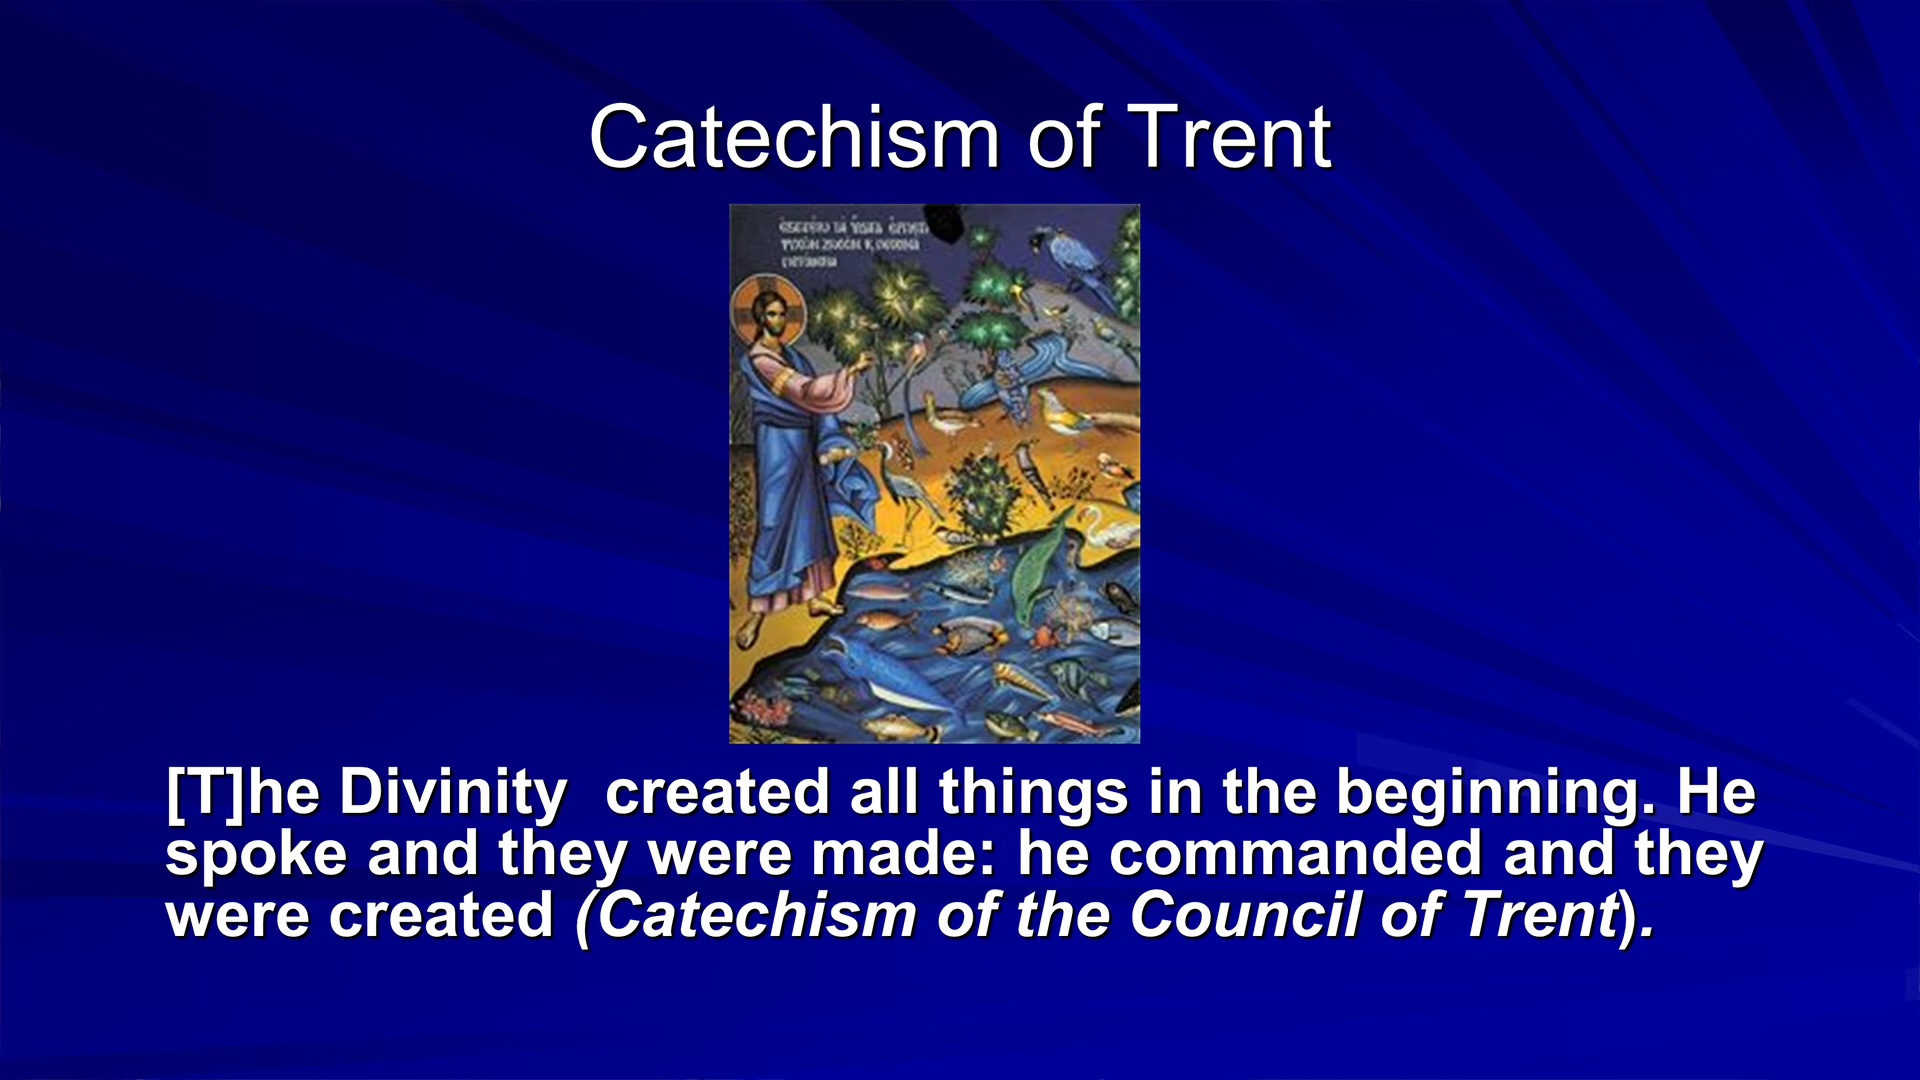 Catechism of Trent
[T]he Divinity  created all things in the beginning. He
spoke and they were made: he commanded and they
were created (Catechism of the Council of Trent).